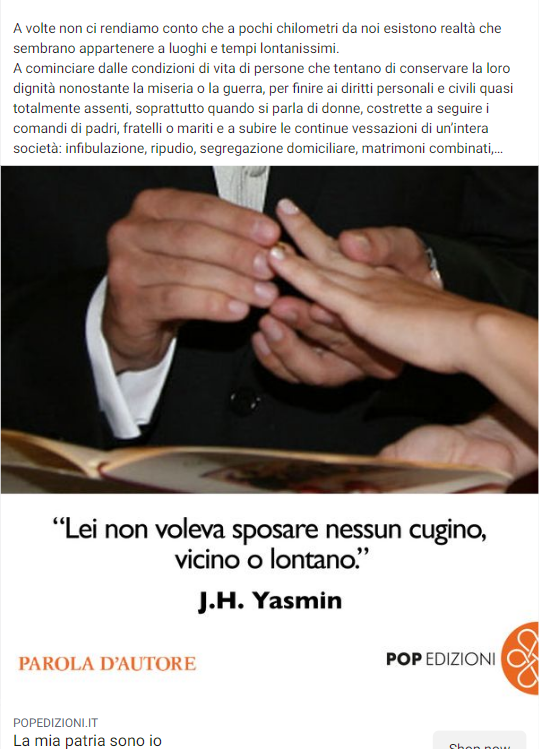 A volte non ci rendiamo conto che a pochi chilometri da noi esistono realtà che
sembrano appartenere a luoghi e tempi lontanissimi.
A cominciare dalle condizioni di vita di persone che tentano di conservare la loro
dignità nonostante la miseria o la guerra, per finire ai diritti personali e civili quasi
totalmente assenti, soprattutto quando si parla di donne, costrette a seguire i
comandi di padri, fratelli o mariti e a subire le continue vessazioni di un’intera
società: infibulazione, ripudio, segregazione domiciliare, matrimoni combinati,...
“Lei non voleva sposare nessun cugino,
vicino o lontano.”
J.H. Yasmin
PAROLA D’AUTORE
POP EDIZIONI
POPEDIZIONI.IT
La mia patria sono io
Shop now